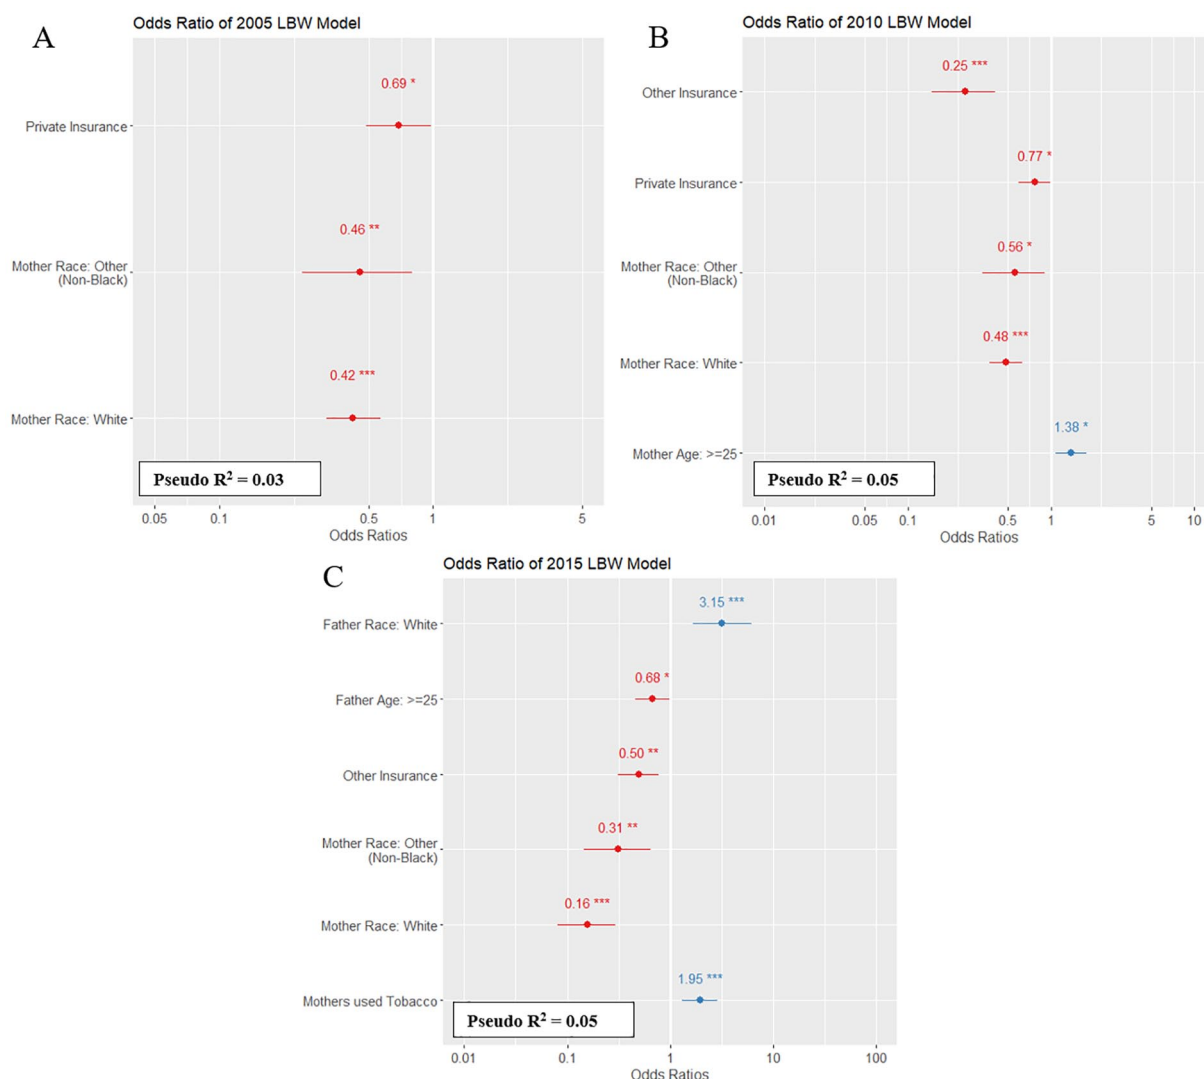 A
Odds Ratio of 2005 LBW Model
0.69 *
Private Insurance
0.46 **
Mother Race: Other
(Non-Black)
0.42 ***
Mother Race: White
Pseudo R² = 0.03
0.05 0.1 0.5 1 5
Odds Ratios
B
Odds Ratio of 2010 LBW Model
0.25 ***
Other Insurance
0.77 *
Private Insurance
0.56 *
Mother Race: Other
(Non-Black)
0.48 ***
Mother Race: White
1.38 *
Mother Age: >=25
Pseudo R² = 0.05
0.01 0.05 0.1 0.5 1 5 10
Odds Ratios
C
Odds Ratio of 2015 LBW Model
3.15 ***
Father Race: White
0.68 *
Father Age: >=25
0.50 **
Other Insurance
0.31 **
Mother Race: Other
(Non-Black)
0.16 ***
Mother Race: White
1.95 ***
Mothers used Tobacco
Pseudo R² = 0.05
0.01 0.1 1 10 100
Odds Ratios